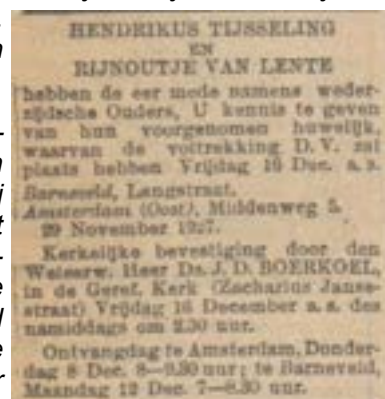 HENDRIKUS TIJSSELING
EN
RIJNOUTJE VAN LENTE
hebben de eer mede namens weder-
zijdsche Ouders, U kennis te geven
van hun voorgenomen huwelijk,
waarvan de voltrekking D.V. zal
plaats hebben Vrijdag 16 Dec. a.s.
Barneveld, Langstraat.
Amsterdam (Oost), Middenweg 5.
29 November 1927.
Kerkelijke bevestiging door den
Weleerw. Heer Ds. J. D. BOERKOEL,
in de Geref. Kerk (Zacharias Janse-
straat) Vrijdag 16 December a.s. des
namiddags om 2.30 uur.
Ontvangdag te Amsterdam, Donder-
dag 8 Dec. 8—9.30 uur; te Barneveld,
Maandag 12 Dec. 7—8.30 uur.